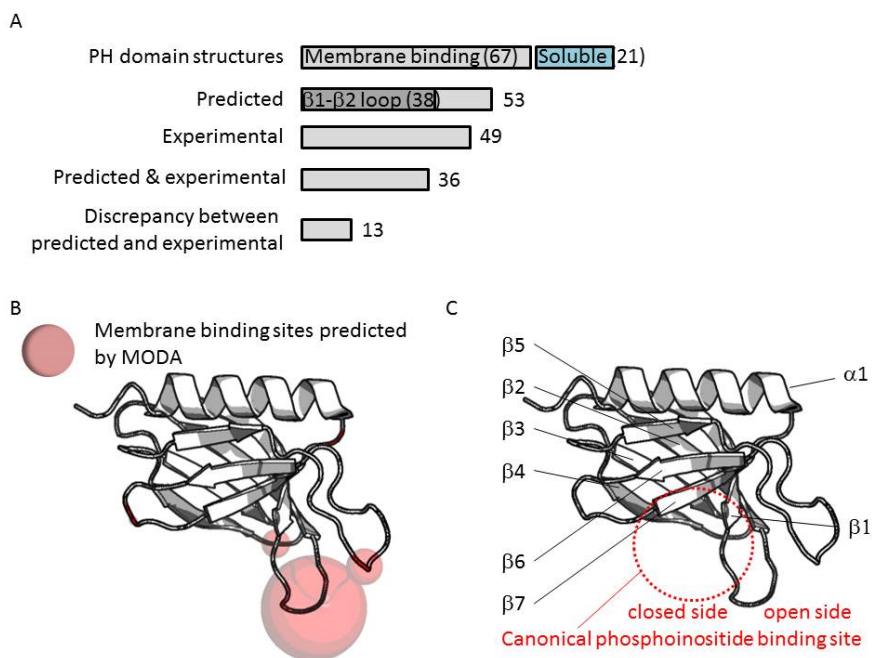 A
PH domain structures
Membrane binding (67)
Soluble
21)
Predicted
β1-β2 loop (38)
53
Experimental
49
Predicted & experimental
36
Discrepancy between
predicted and experimental
13
B
Membrane binding sites predicted
by MODA
C
β5
β2
β3
β4
β6
β7
α1
β1
closed side
open side
Canonical phosphoinositide binding site